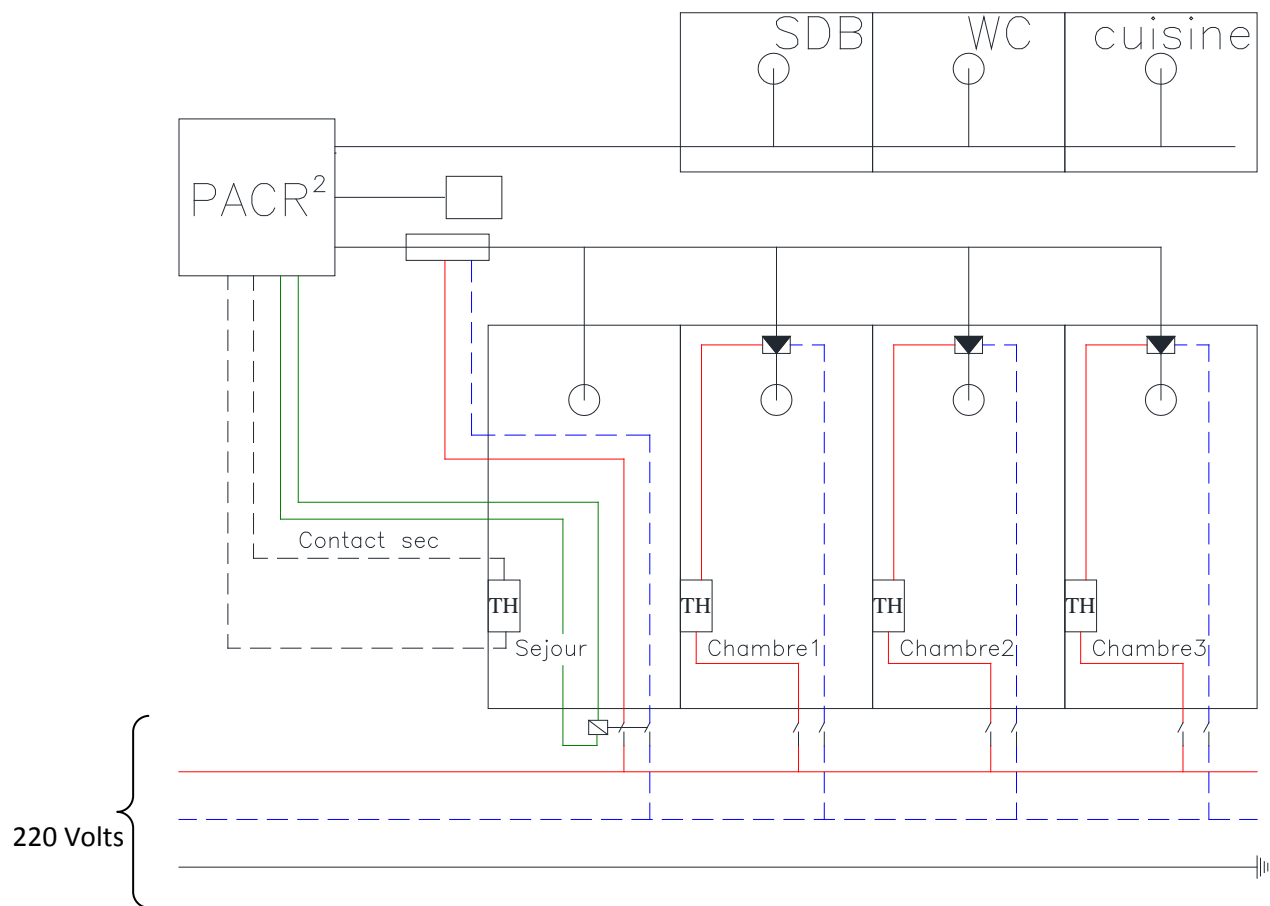 SDB WC cuisine
PACR²
Contact sec
TH TH TH TH
Sejour Chambre1 Chambre2 Chambre3
220 Volts